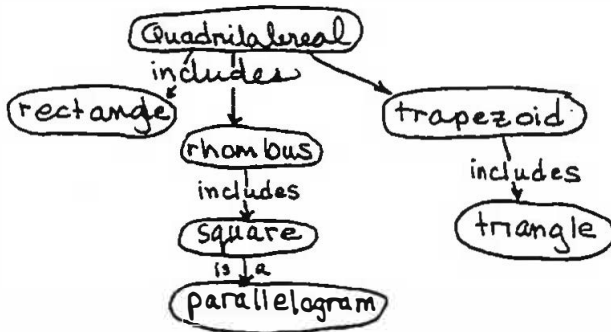 Quadrilatereal
includes
rectange
trapezoid
rhombus
includes
includes
square
triangle
is a
parallelogram